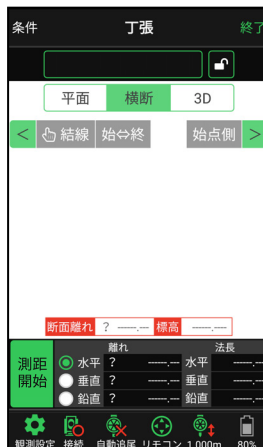 条件 丁張 終了
平面 横断 3D
< 結線 始⇔終 始点側 >
断面離れ ? -----.--- 標高 -----.---
離れ 法長
測距開始
水平 ? -----.--- 水平 -----.---
垂直 ? -----.--- 垂直 -----.---
鉛直 ? -----.--- 鉛直 -----.---
観測設定 接続 自動追尾 リモコン 1.000m 80%